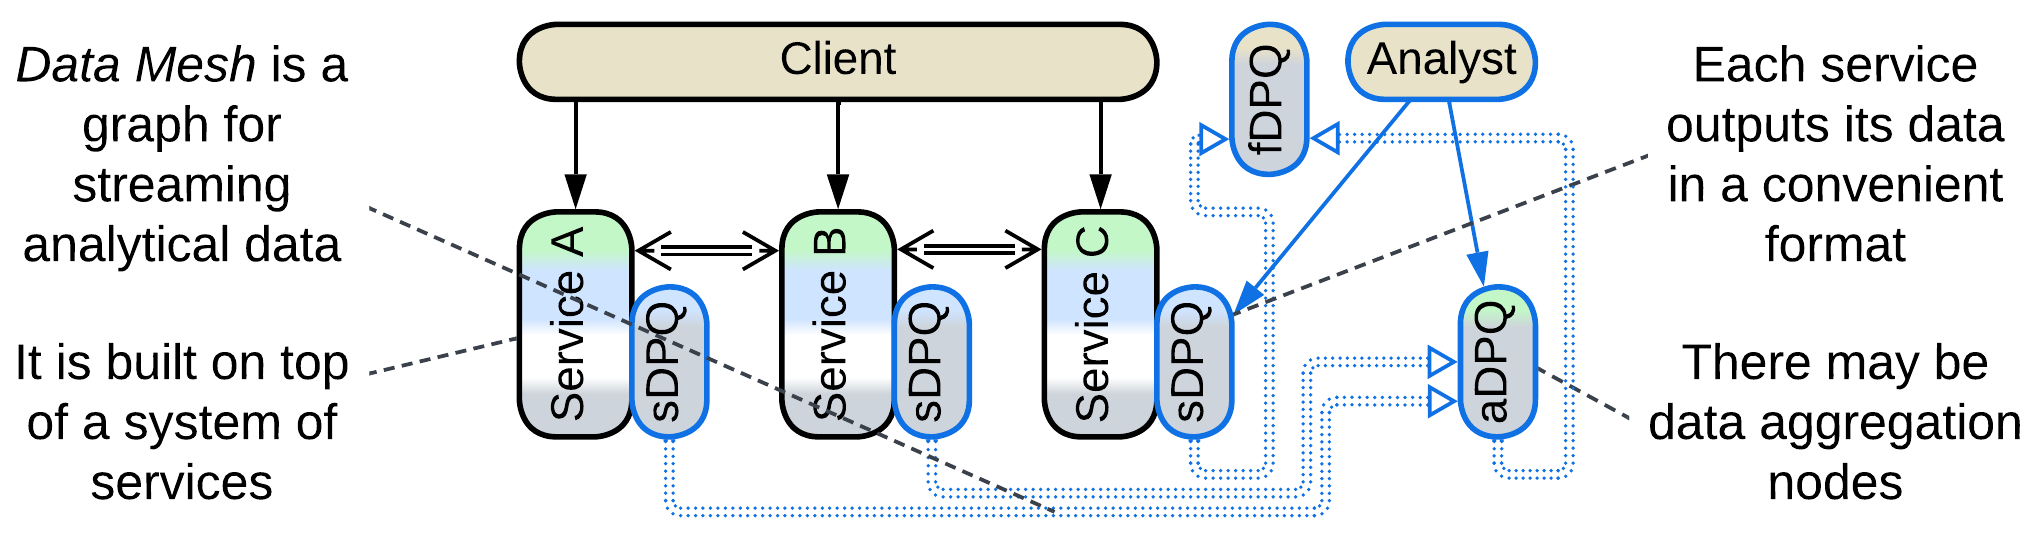 Data Mesh is a
graph for
streaming
analytical data
It is built on top
of a system of
services
Client
fDPQ
Analyst
Service A
sDPQ
Service B
sDPQ
Service C
sDPQ
aDPQ
Each service
outputs its data
in a convenient
format
There may be
data aggregation
nodes